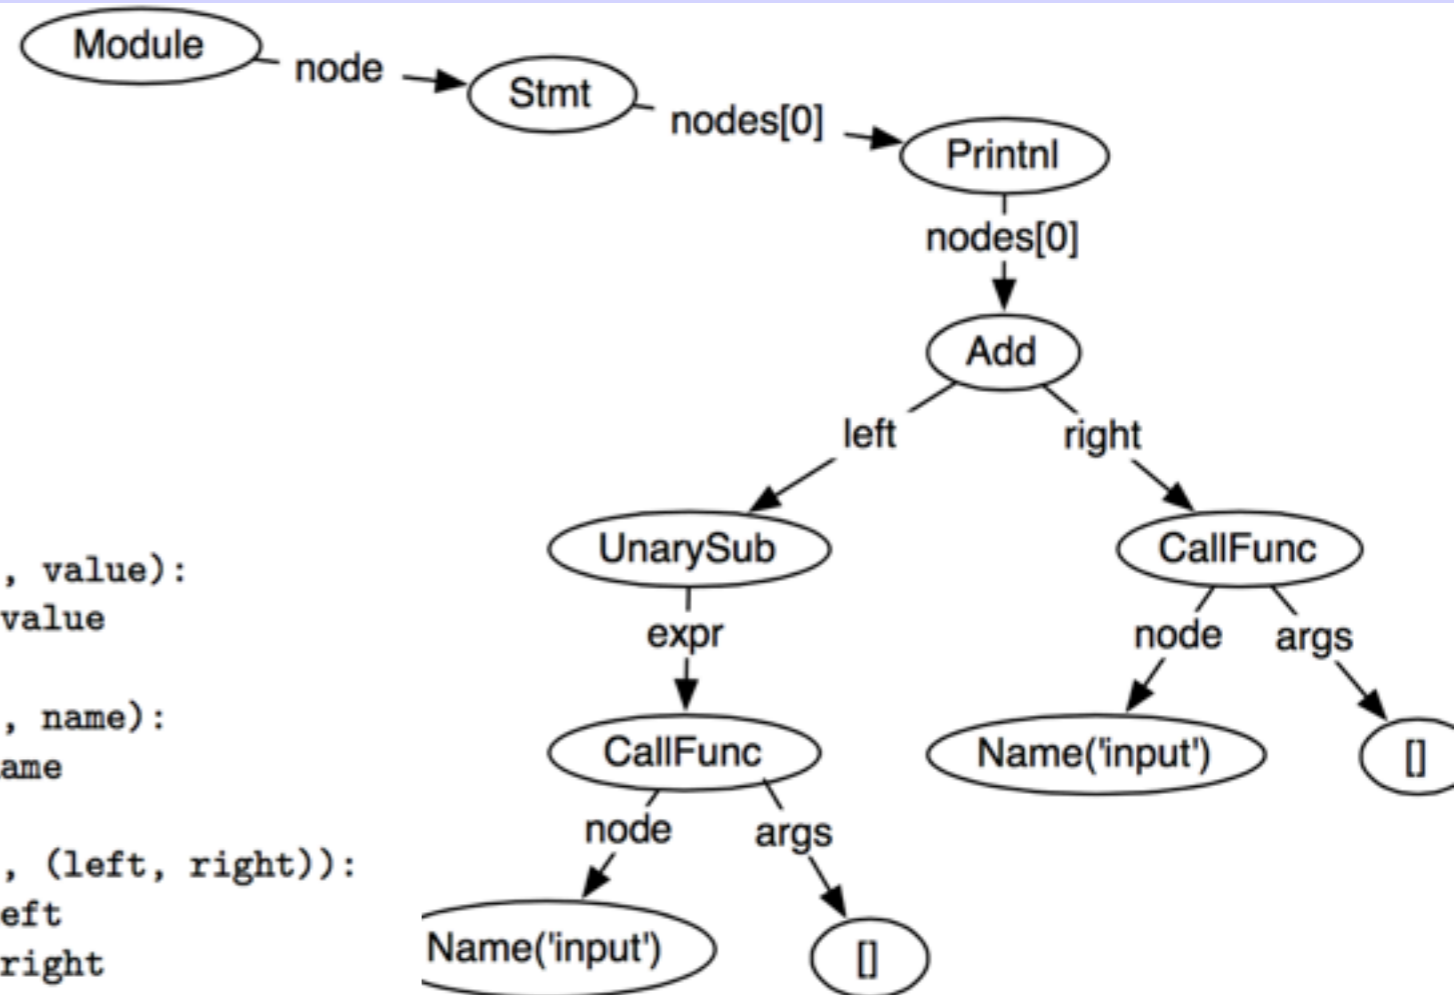 Module
node
Stmt
nodes[0]
Printnl
nodes[0]
Add
left
right
UnarySub
CallFunc
expr
node
args
CallFunc
Name('input')
[]
node
args
Name('input')
[]
, value):
value
, name):
ame
, (left, right)):
eft
right